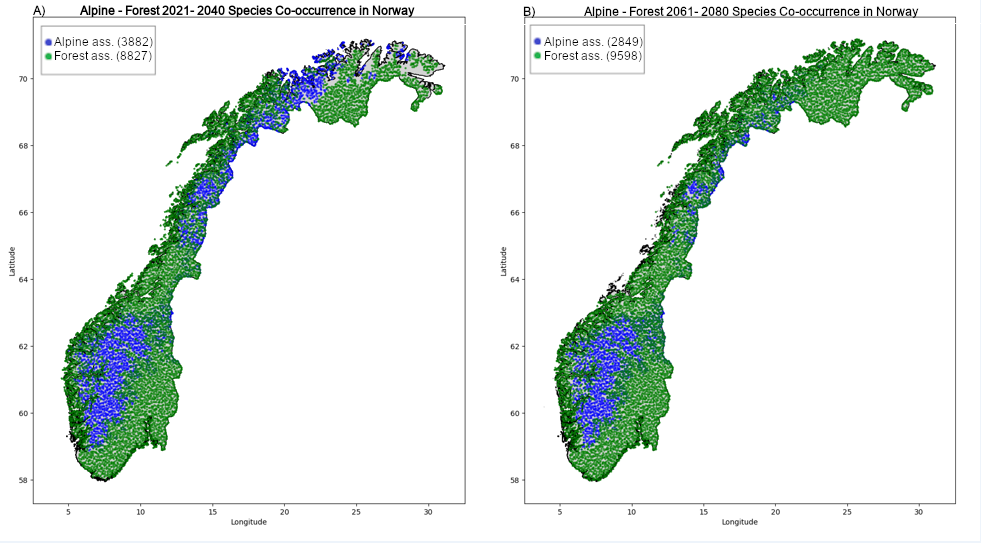 A)
Alpine - Forest 2021- 2040 Species Co-occurrence in Norway
Alpine ass. (3882)
Forest ass. (8827)
70
68
66
64
62
60
58
Latitude
5 10 15 20 25 30
Longitude
B)
Alpine - Forest 2061- 2080 Species Co-occurrence in Norway
Alpine ass. (2849)
Forest ass. (9598)
70
68
66
64
62
60
58
Latitude
5 10 15 20 25 30
Longitude